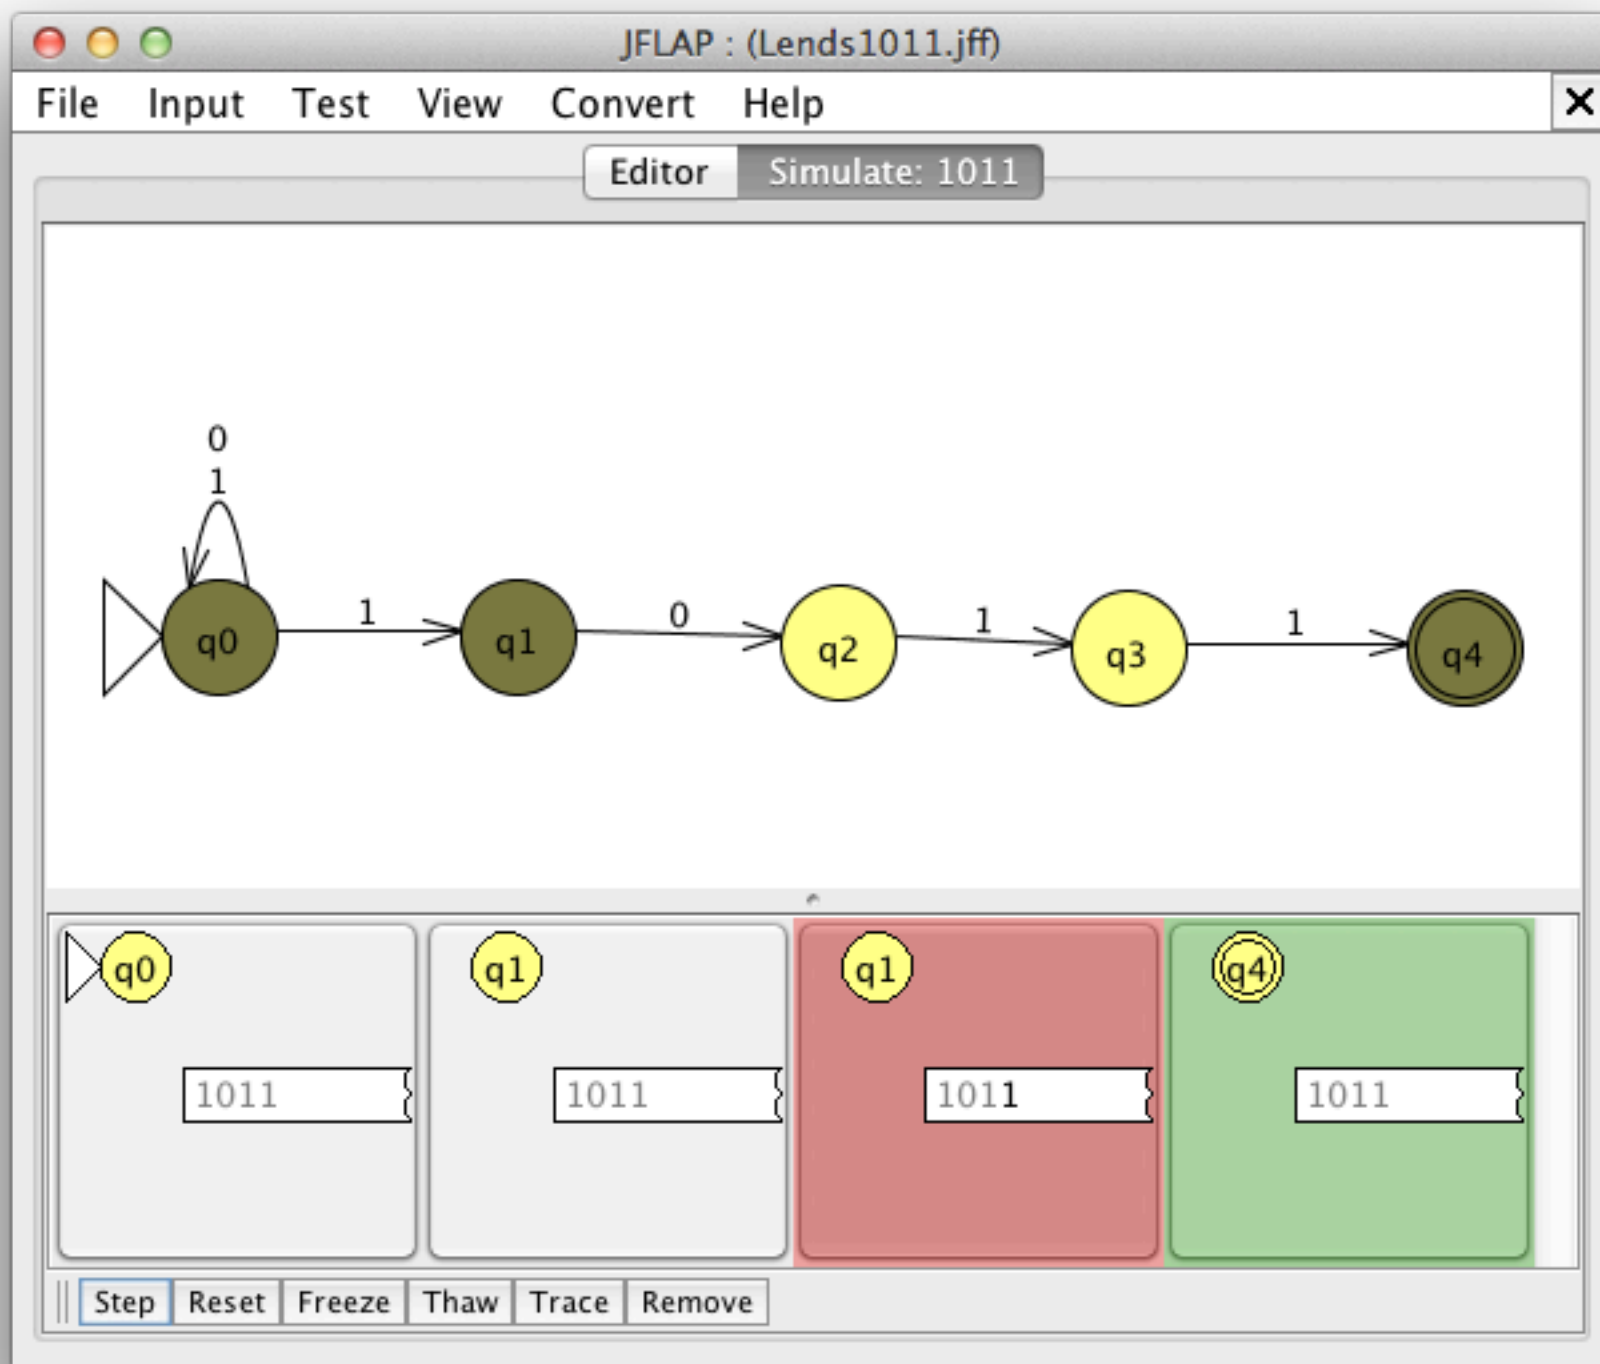 JFLAP : (Lends1011.jff)
File Input Test View Convert Help
Editor Simulate: 1011
0
1
1 0 1 1
q0 q1 q2 q3 q4
q0 q1 q1 q4
1011 1011 1011 1011
Step Reset Freeze Thaw Trace Remove